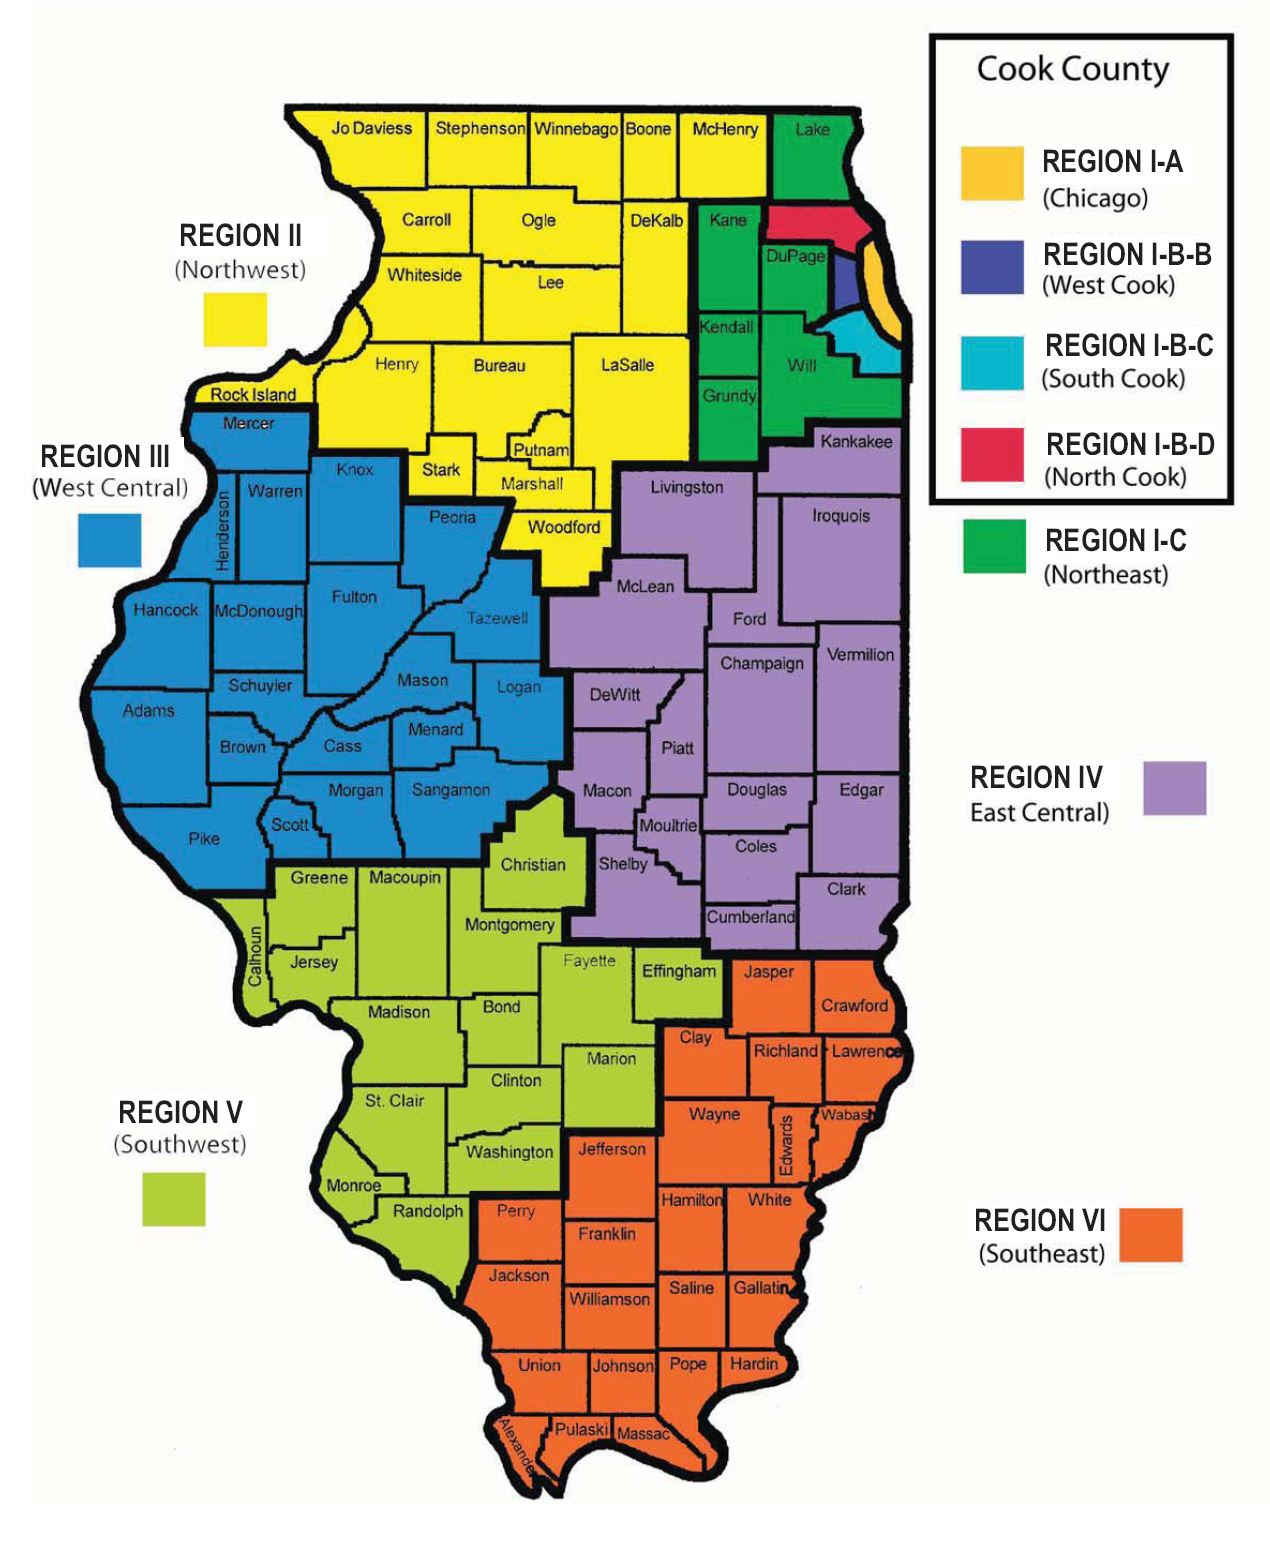 Cook County
REGION I-A
(Chicago)
REGION I-B-B
(West Cook)
REGION I-B-C
(South Cook)
REGION I-B-D
(North Cook)
REGION I-C
(Northeast)
REGION II
(Northwest)
REGION III
(West Central)
REGION IV
East Central)
REGION V
(Southwest)
REGION VI
(Southeast)
Jo Daviess
Stephenson
Winnebago
Boone
McHenry
Lake
Carroll
Ogle
DeKalb
Kane
DuPage
Whiteside
Lee
Kendall
Will
Henry
Bureau
LaSalle
Grundy
Rock Island
Mercer
Kankakee
Putnam
Stark
Knox
Marshall
Livingston
Henderson
Warren
Peoria
Woodford
Iroquois
McLean
Fulton
Hancock
McDonough
Tazewell
Ford
Vermilion
Champaign
Schuyler
Mason
Logan
DeWitt
Adams
Menard
Brown
Cass
Piatt
Morgan
Sangamon
Macon
Douglas
Edgar
Scott
Moultrie
Pike
Coles
Christian
Shelby
Greene
Macoupin
Clark
Cumberland
Montgomery
Calhoun
Jersey
Fayette
Effingham
Jasper
Crawford
Madison
Bond
Clay
Richland
Lawrence
Marion
Clinton
St. Clair
Wayne
Edwards
Wabash
Washington
Jefferson
Monroe
Randolph
Perry
Hamilton
White
Franklin
Jackson
Williamson
Saline
Gallatin
Union
Johnson
Pope
Hardin
Alexander
Pulaski
Massac